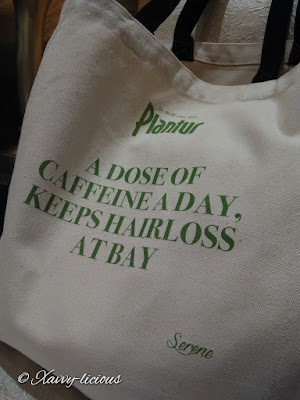 Plantur
A DOSE OF
CAFFEINE A DAY,
KEEPS HAIRLOSS
AT BAY
Serene
© Xavvy-licious